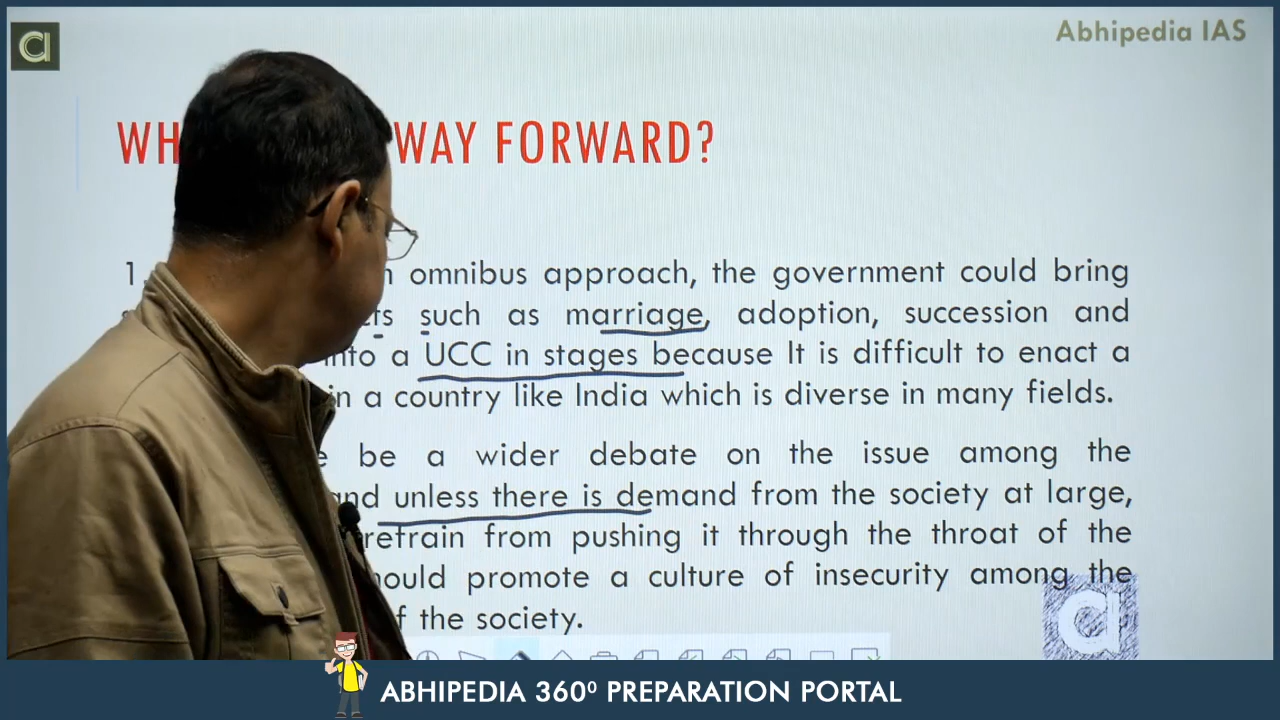 Abhipedia IAS
WAY FORWARD?
1.
omnibus approach, the government could bring
such as marriage, adoption, succession and
into a UCC in stages because It is difficult to enact a
in a country like India which is diverse in many fields.
be a wider debate on the issue among the
and unless there is demand from the society at large,
refrain from pushing it through the throat of the
should promote a culture of insecurity among the
of the society.
ABHIPEDIA 360⁰ PREPARATION PORTAL